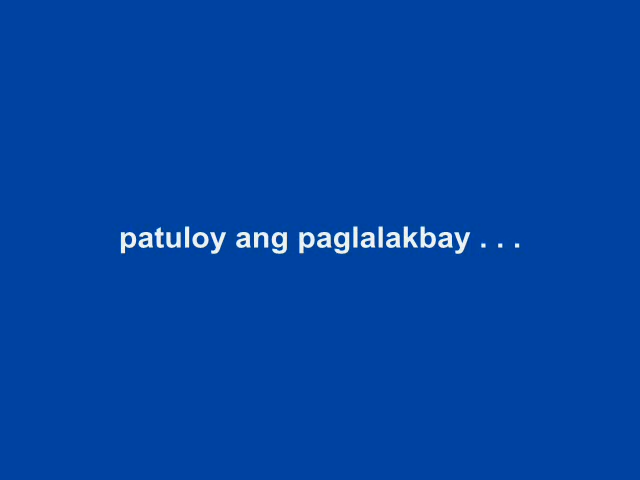 patuloy ang paglalakbay . . .